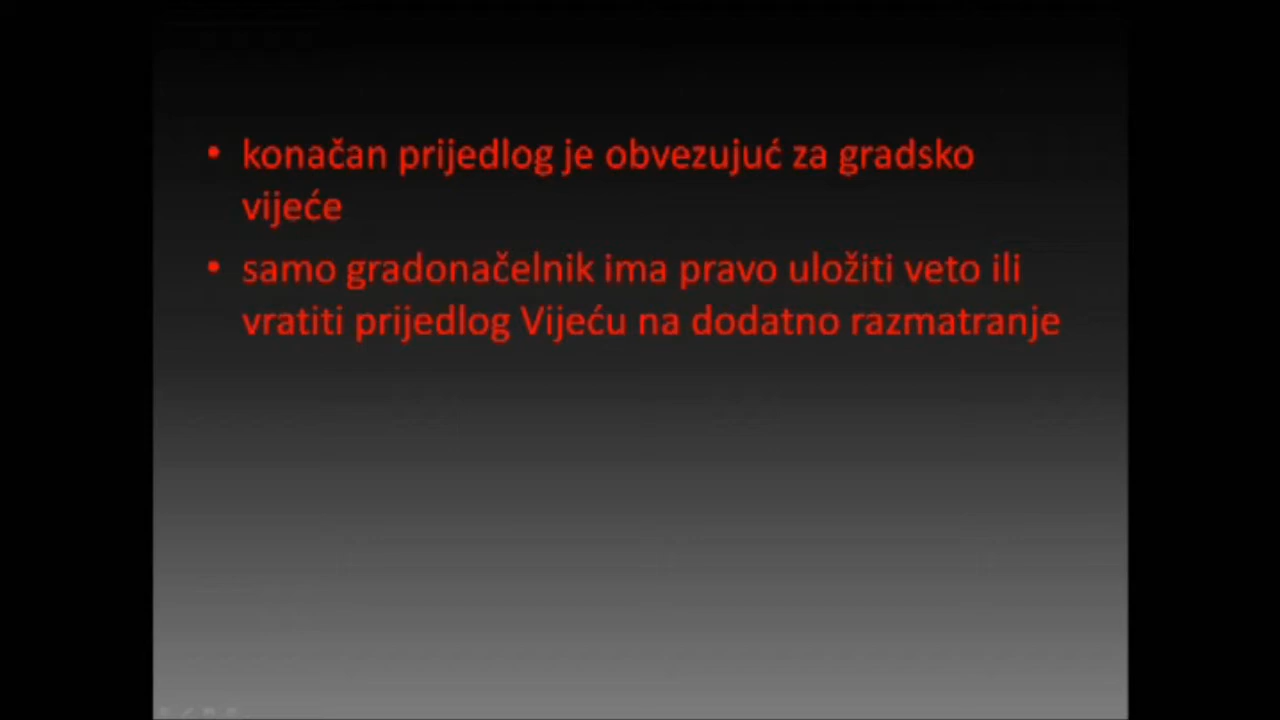 • konačan prijedlog je obvezujuć za gradsko
vijeće
• samo gradonačelnik ima pravo uložiti veto ili
vratiti prijedlog Vijeću na dodatno razmatranje